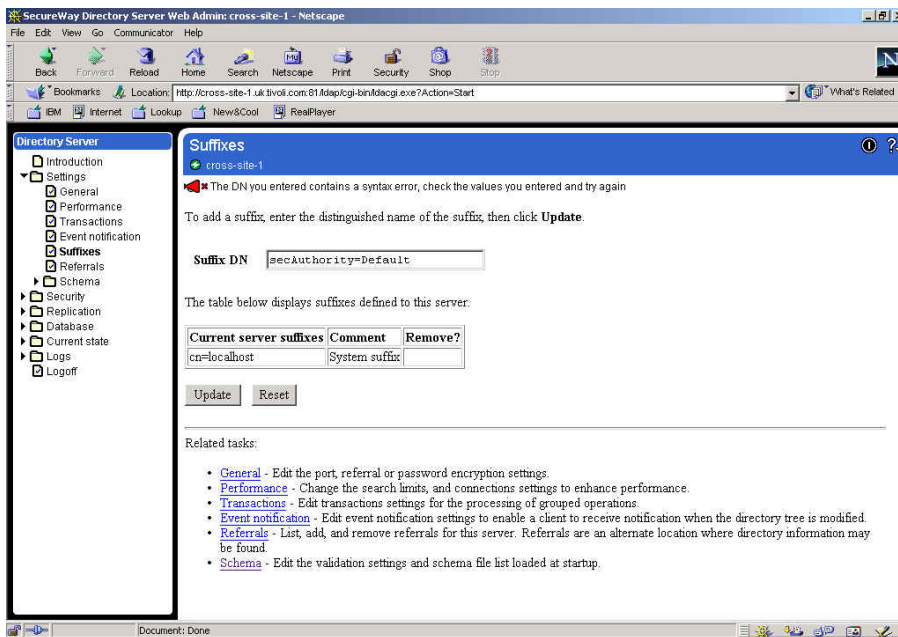 SecureWay Directory Server Web Admin: cross-site-1 - Netscape
File Edit View Go Communicator Help
Back Forward Reload Home Search Netscape Print Security Shop Stop
My
N
Bookmarks Location: http://cross-site-1.uk.tivoli.com:81/ldap/cgi-bin/ldacgi.exe?Action=Start What's Related
IBM Internet Lookup New&Cool RealPlayer
Directory Server
Introduction
Settings
General
Performance
Transactions
Event notification
Suffixes
Referrals
Schema
Security
Replication
Database
Current state
Logs
Logoff
Suffixes
cross-site-1
The DN you entered contains a syntax error, check the values you entered and try again
To add a suffix, enter the distinguished name of the suffix, then click Update.
Suffix DN secAuthority=Default
The table below displays suffixes defined to this server.
Current server suffixes Comment Remove?
cn=localhost System suffix
Update Reset
Related tasks:
• General - Edit the port, referral or password encryption settings.
• Performance - Change the search limits, and connections settings to enhance performance.
• Transactions - Edit transactions settings for the processing of grouped operations.
• Event notification - Edit event notification settings to enable a client to receive notification when the directory tree is modified.
• Referrals - List, add, and remove referrals for this server. Referrals are an alternate location where directory information may
be found.
• Schema - Edit the validation settings and schema file list loaded at startup.
Document: Done